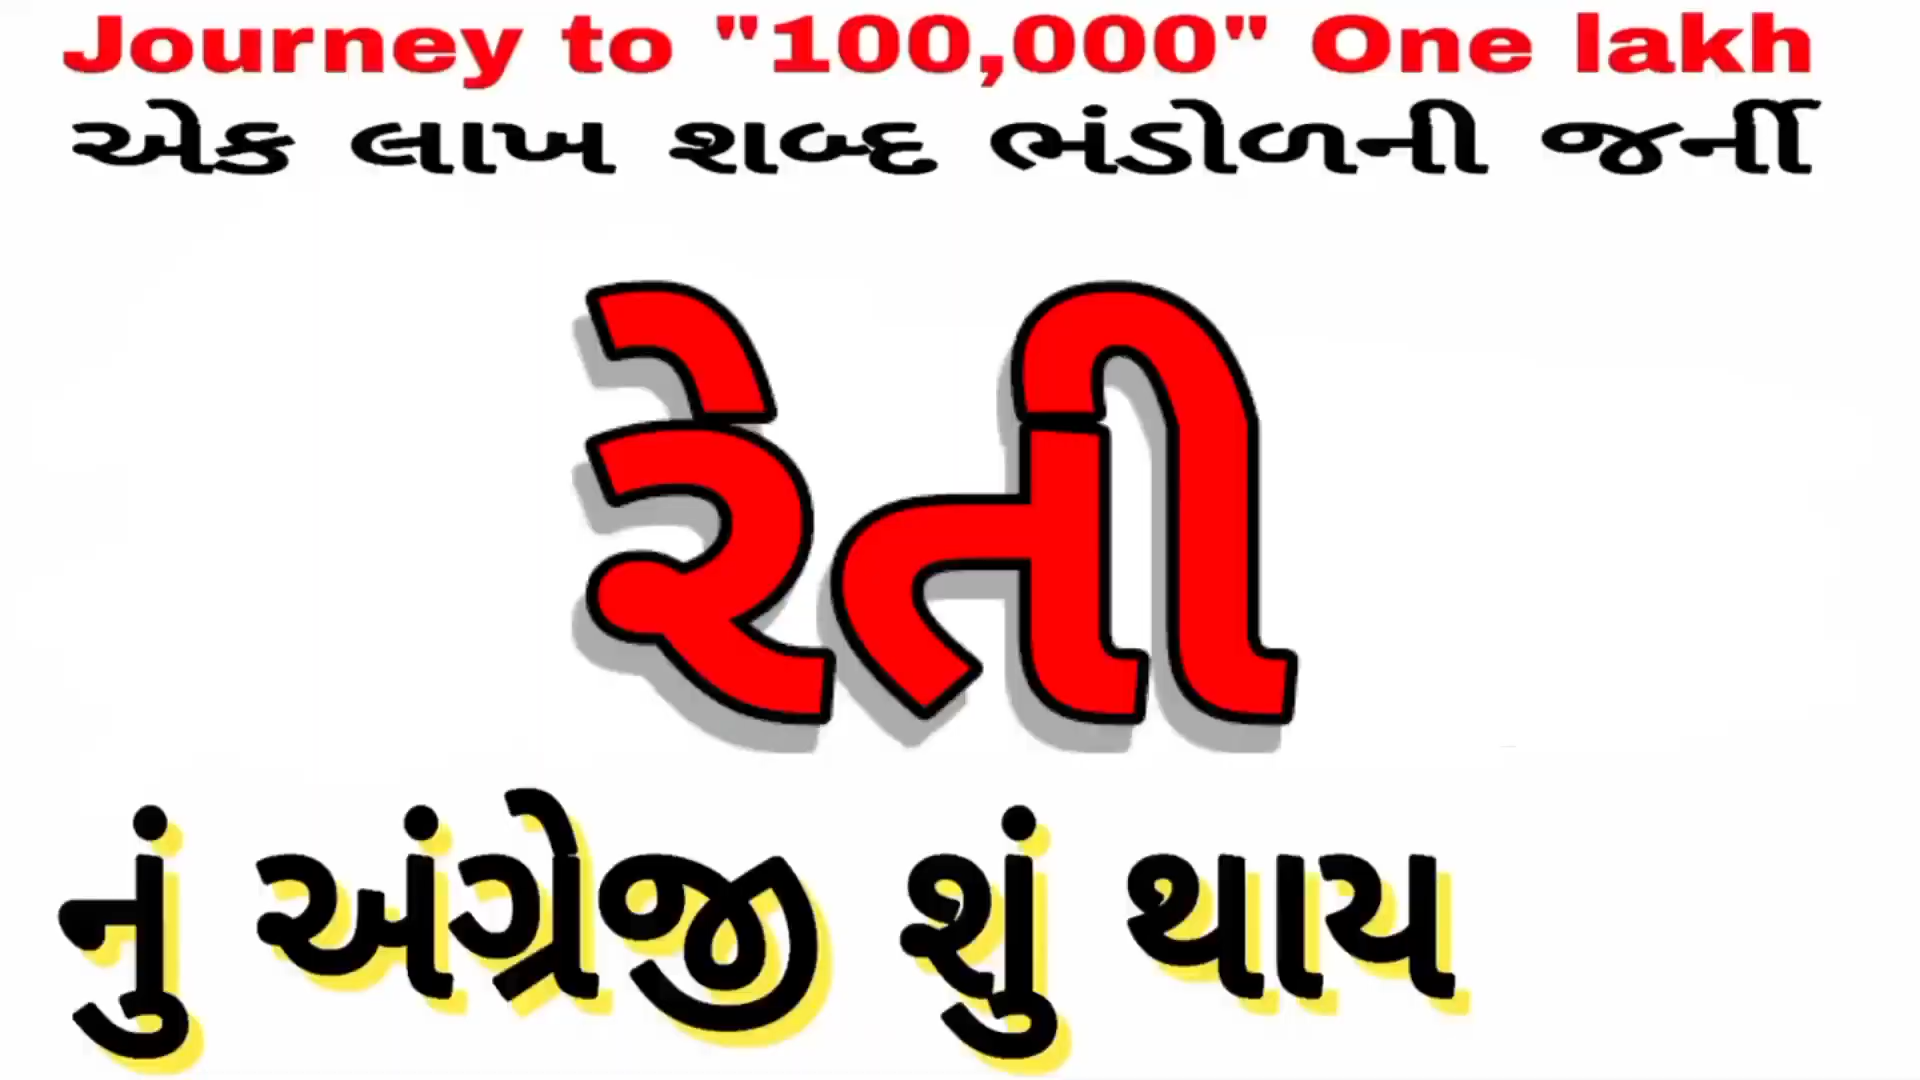 Journey to "100,000" One lakh
એક લાખ શબ્દ ભંડોળની જર્ની
રેતી
નું અંગ્રેજી શું થાય